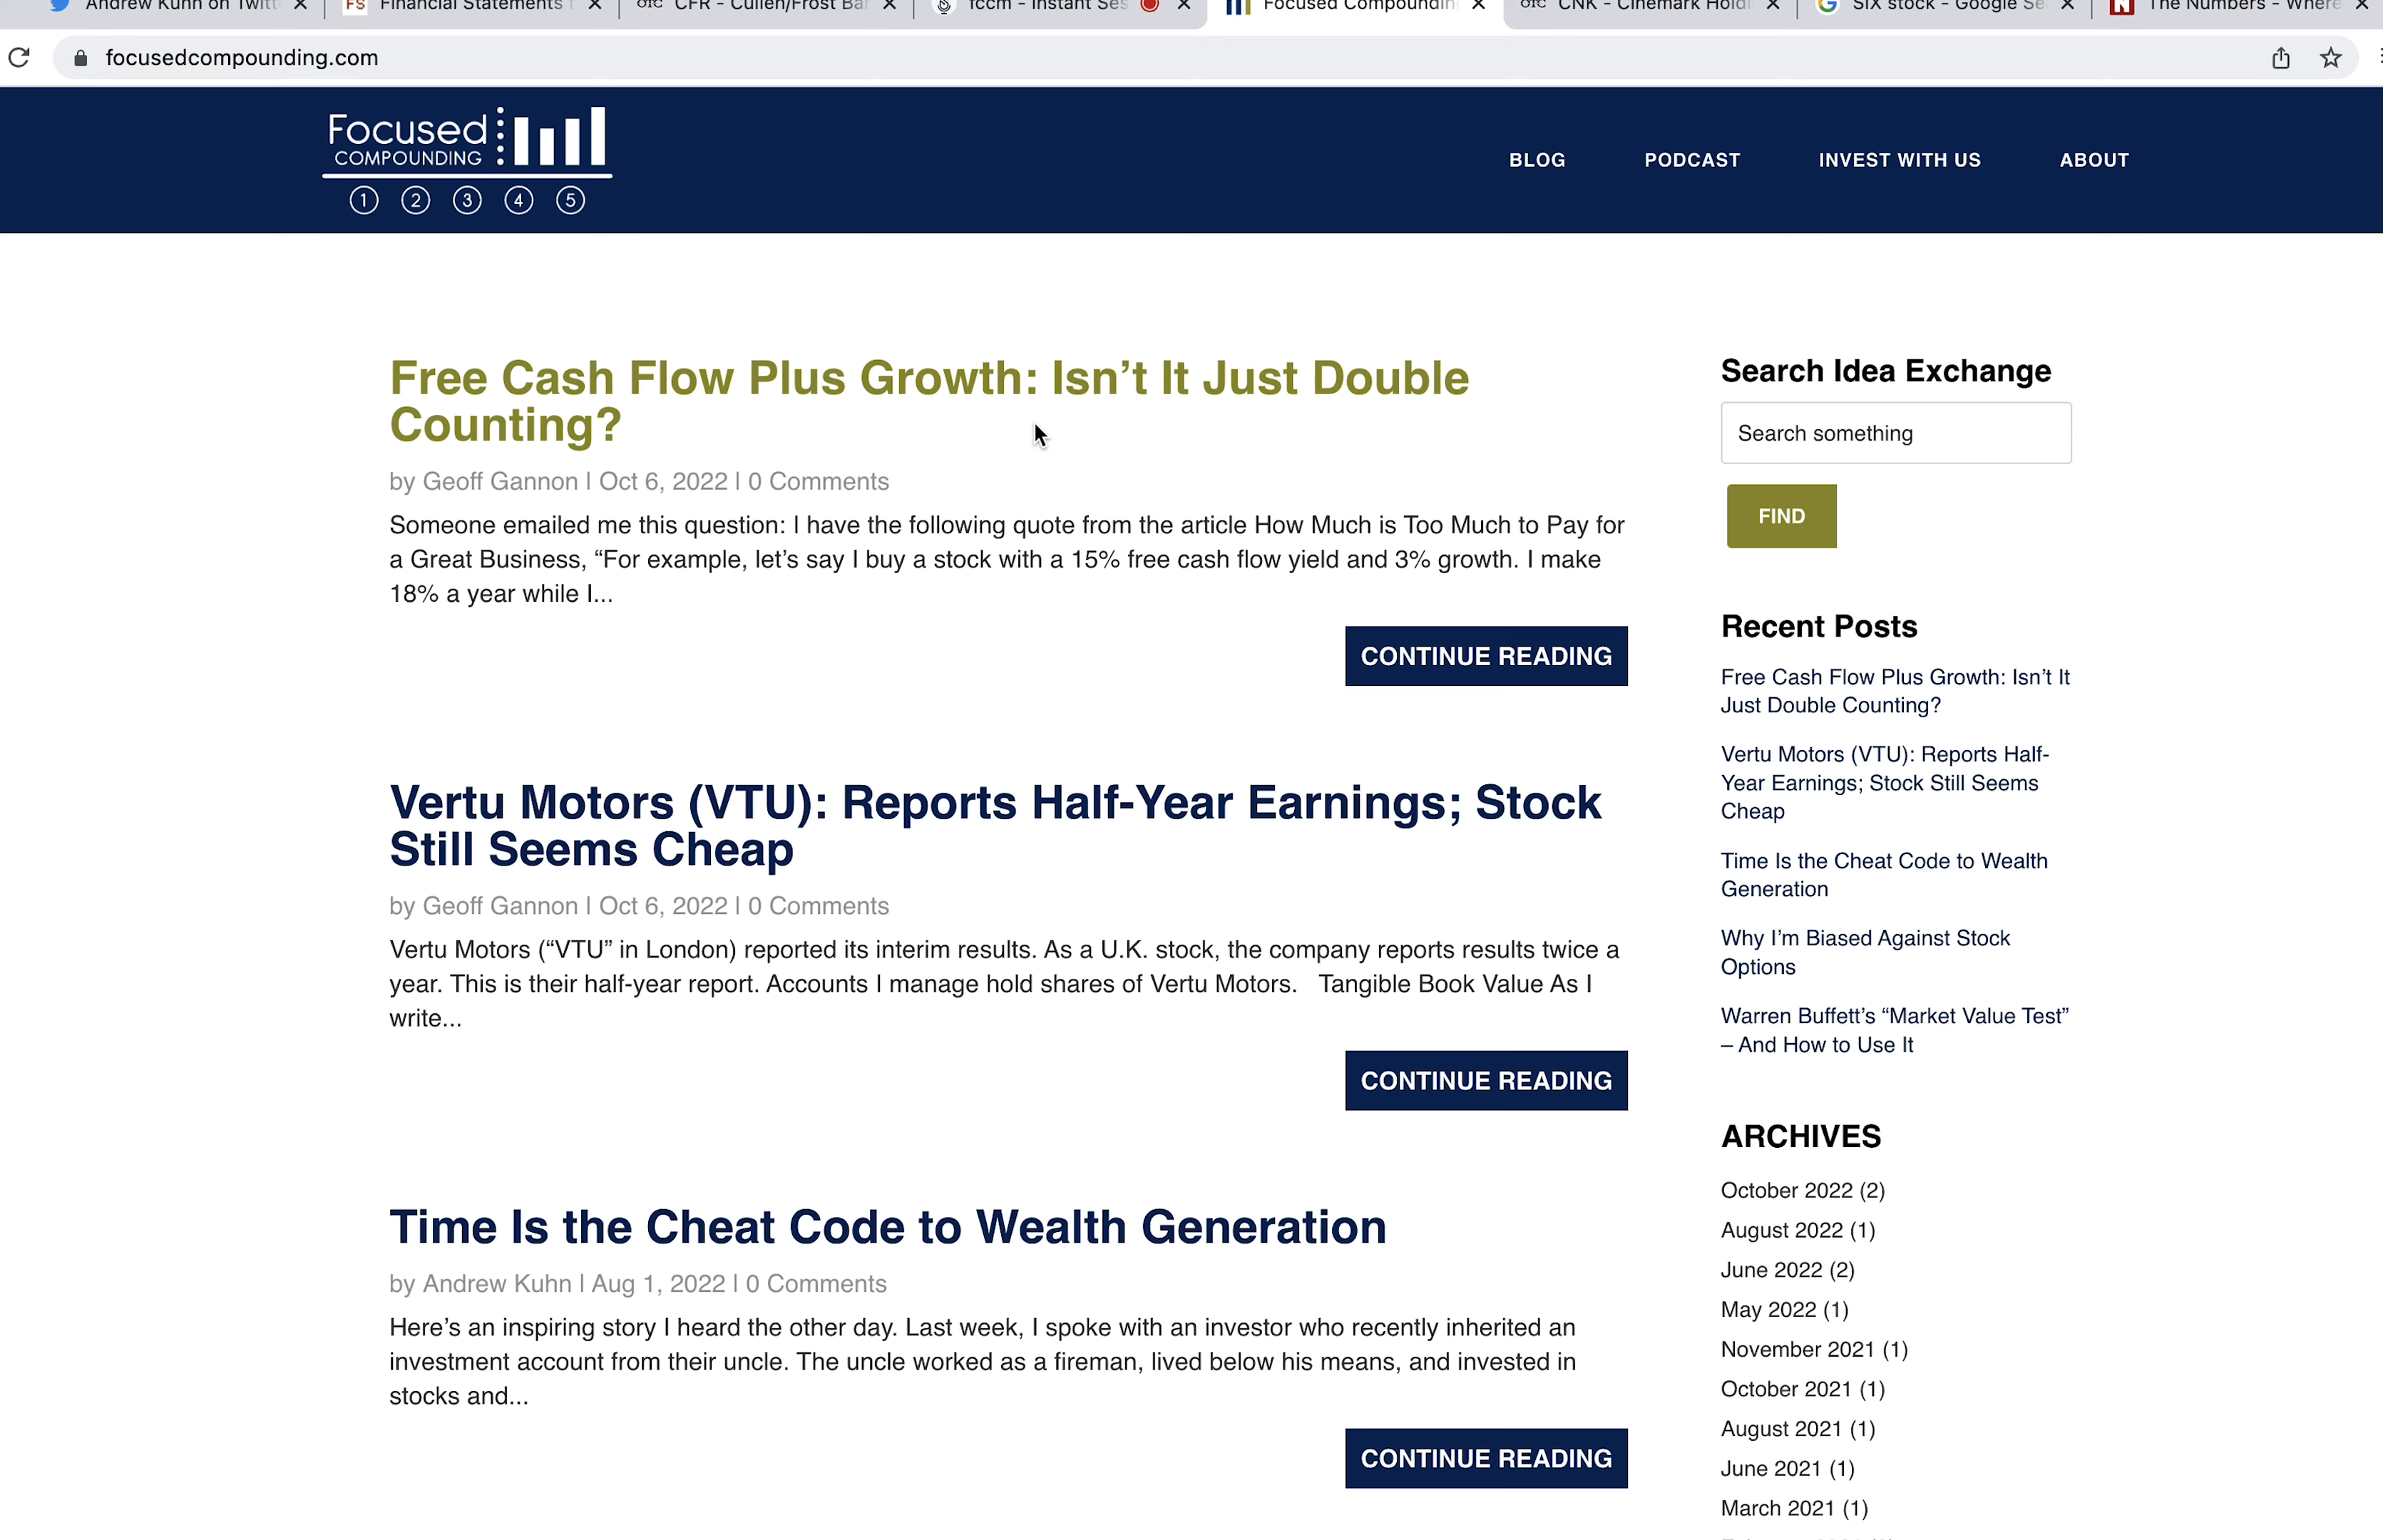 Andrew Kuhn on Twitt
FS Financial Statements
OTC CFR - Cullen/Frost Ba
fccm - Instant Ses
Focused Compoundin
OTC CNK - Cinemark Hold
SIX stock - Google Se
N The Numbers - Where
focusedcompounding.com
Focused
COMPOUNDING
1 2 3 4 5
BLOG PODCAST INVEST WITH US ABOUT
Free Cash Flow Plus Growth: Isn’t It Just Double
Counting?
by Geoff Gannon | Oct 6, 2022 | 0 Comments
Someone emailed me this question: I have the following quote from the article How Much is Too Much to Pay for
a Great Business, “For example, let’s say I buy a stock with a 15% free cash flow yield and 3% growth. I make
18% a year while I...
CONTINUE READING
Vertu Motors (VTU): Reports Half-Year Earnings; Stock
Still Seems Cheap
by Geoff Gannon | Oct 6, 2022 | 0 Comments
Vertu Motors (“VTU” in London) reported its interim results. As a U.K. stock, the company reports results twice a
year. This is their half-year report. Accounts I manage hold shares of Vertu Motors.   Tangible Book Value As I
write...
CONTINUE READING
Time Is the Cheat Code to Wealth Generation
by Andrew Kuhn | Aug 1, 2022 | 0 Comments
Here’s an inspiring story I heard the other day. Last week, I spoke with an investor who recently inherited an
investment account from their uncle. The uncle worked as a fireman, lived below his means, and invested in
stocks and...
CONTINUE READING
Search Idea Exchange
Search something
FIND
Recent Posts
Free Cash Flow Plus Growth: Isn’t It
Just Double Counting?
Vertu Motors (VTU): Reports Half-
Year Earnings; Stock Still Seems
Cheap
Time Is the Cheat Code to Wealth
Generation
Why I’m Biased Against Stock
Options
Warren Buffett’s “Market Value Test”
– And How to Use It
ARCHIVES
October 2022 (2)
August 2022 (1)
June 2022 (2)
May 2022 (1)
November 2021 (1)
October 2021 (1)
August 2021 (1)
June 2021 (1)
March 2021 (1)